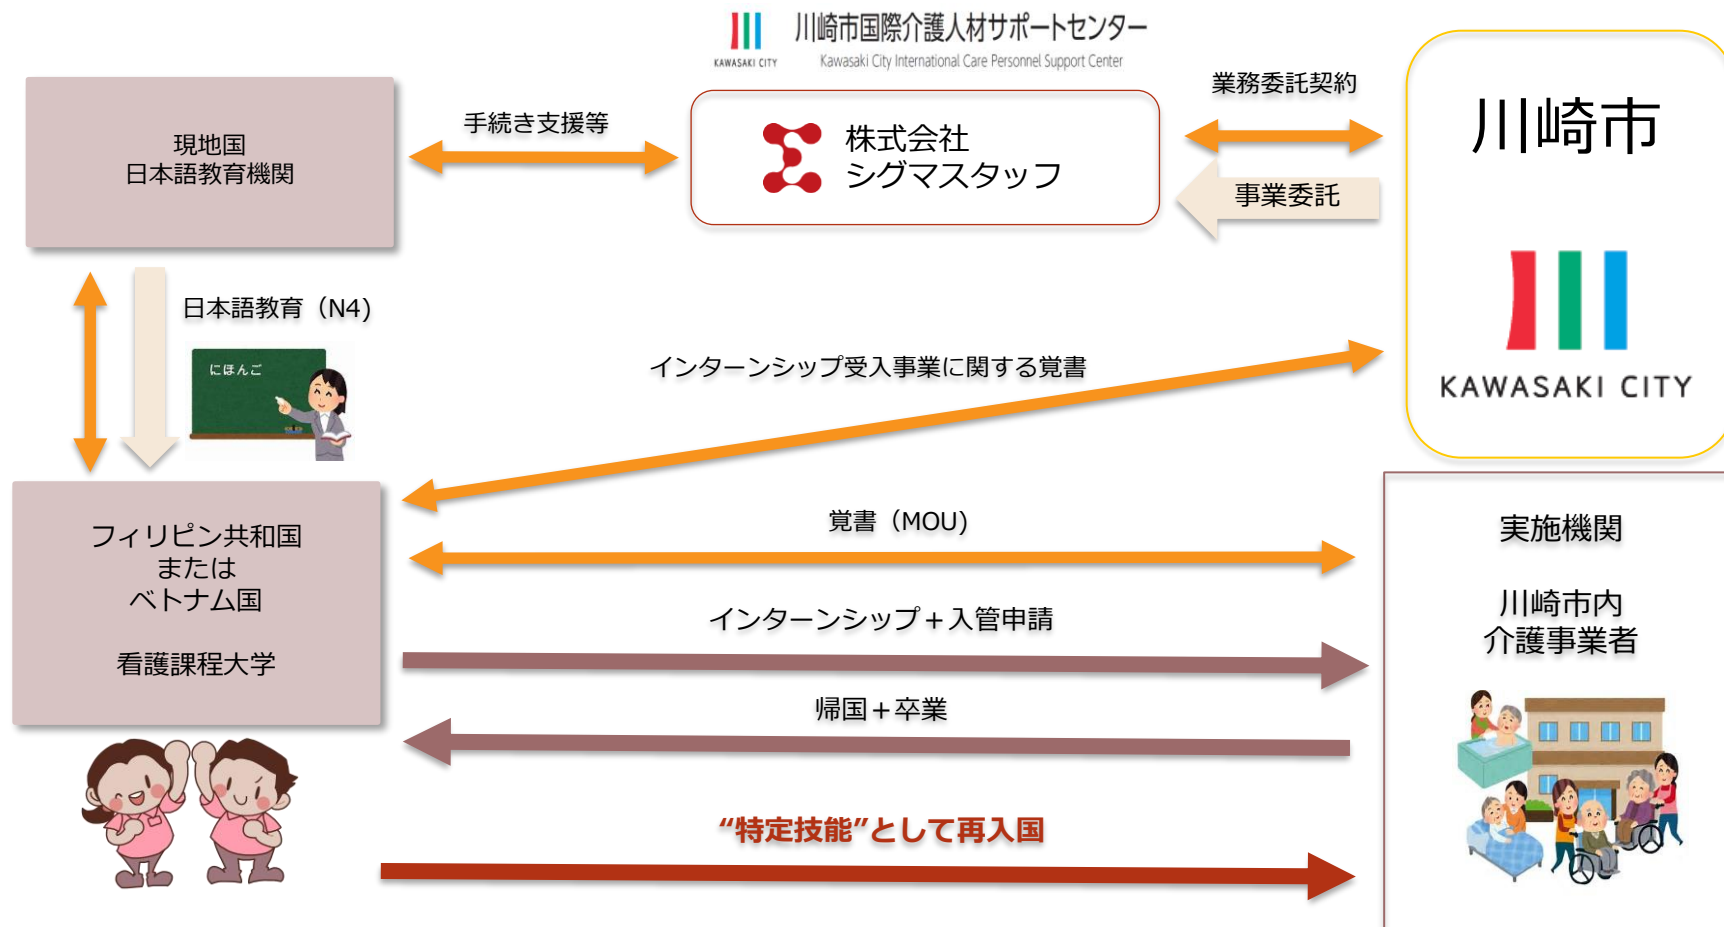 川崎市国際介護人材サポートセンター
KAWASAKI CITY
Kawasaki City International Care Personnel Support Center
現地国
日本語教育機関
手続き支援等
株式会社
シグマスタッフ
業務委託契約
事業委託
川崎市
KAWASAKI CITY
日本語教育（N4)
にほんご
インターンシップ受入事業に関する覚書
フィリピン共和国
または
ベトナム国
看護課程大学
覚書（MOU)
インターンシップ＋入管申請
帰国＋卒業
“特定技能”として再入国
実施機関
川崎市内
介護事業者